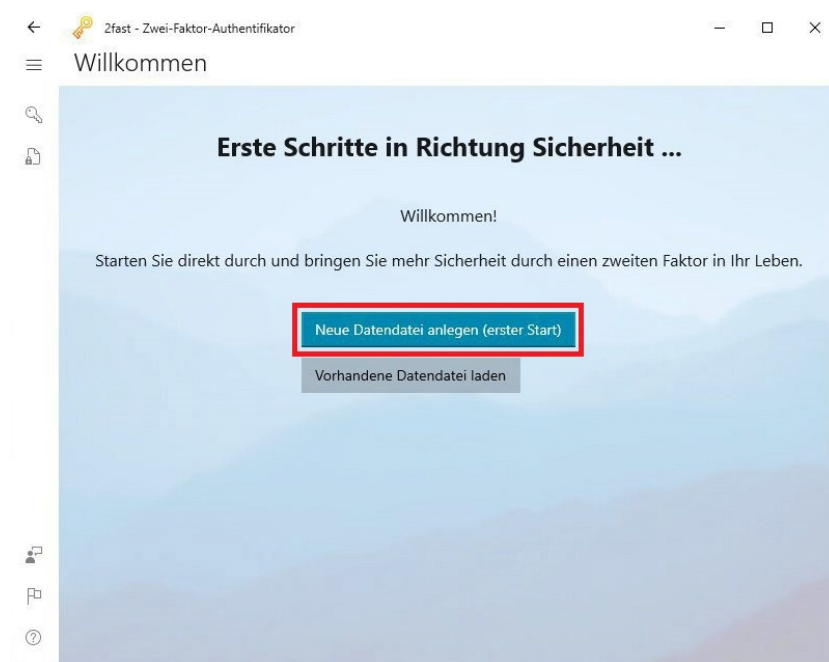 2fast - Zwei-Faktor-Authentifikator
Willkommen
Erste Schritte in Richtung Sicherheit ...
Willkommen!
Starten Sie direkt durch und bringen Sie mehr Sicherheit durch einen zweiten Faktor in Ihr Leben.
Neue Datendatei anlegen (erster Start)
Vorhandene Datendatei laden